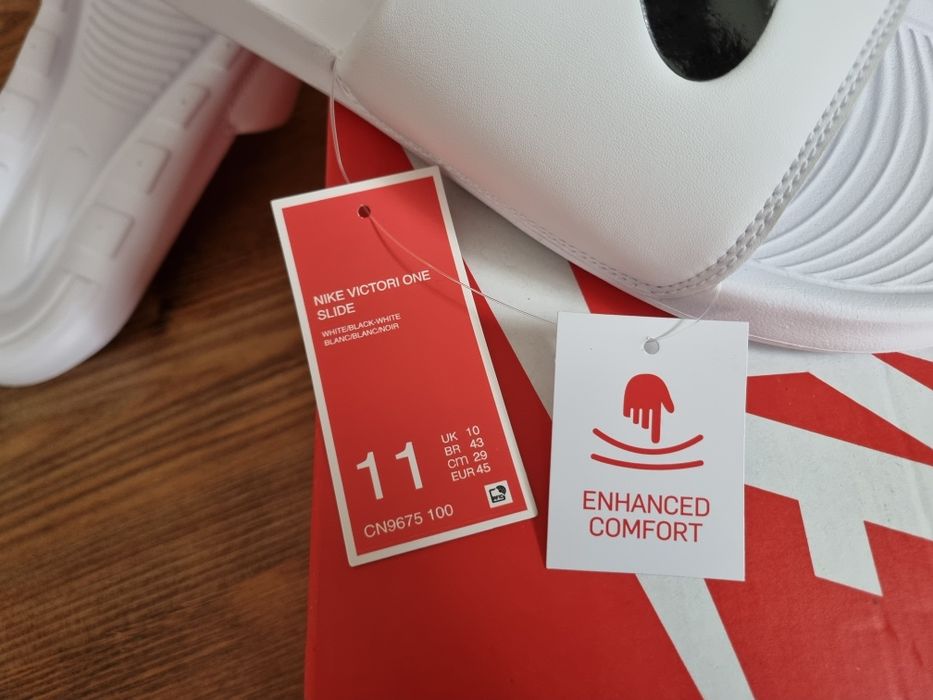 NIKE VICTORI ONE
SLIDE
WHITE/BLACK-WHITE
BLANC/BLANC/NOIR
11
UK 10
BR 43
cm 29
EUR 45
CN9675 100
ENHANCED
COMFORT